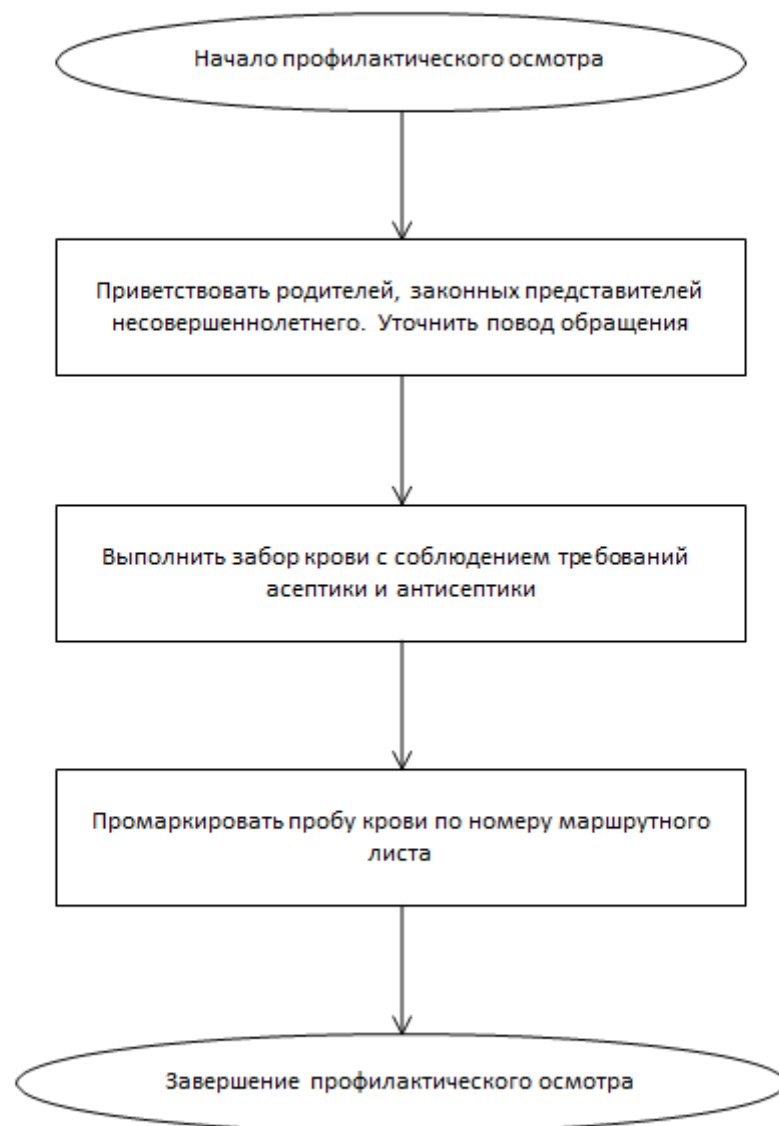 Начало профилактического осмотра
Приветствовать родителей, законных представителей
несовершеннолетнего. Уточнить повод обращения
Выполнить забор крови с соблюдением требований
асептики и антисептики
Промаркировать пробу крови по номеру маршрутного
листа
Завершение профилактического осмотра